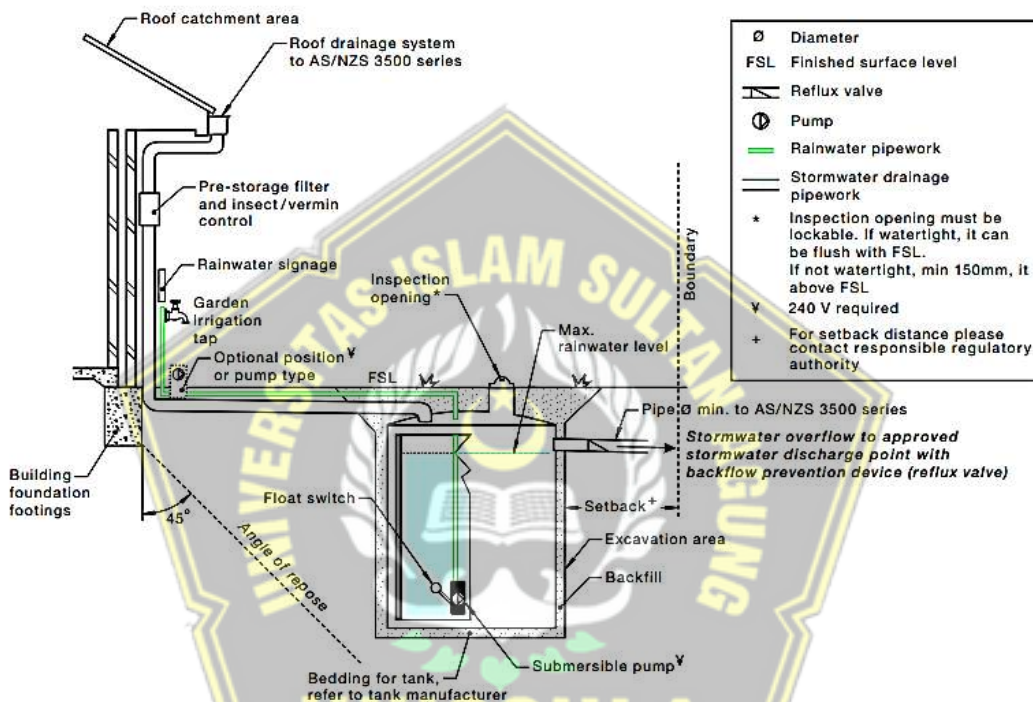 Roof catchment area
Roof drainage system
to AS/NZS 3500 series
Pre-storage filter
and insect/vermin
control
Rainwater signage
Garden
Irrigation
tap
Optional position¥
or pump type
FSL
Inspection
opening*
Max.
rainwater level
Boundary
Ø Diameter
FSL Finished surface level
Reflux valve
Pump
Rainwater pipework
Stormwater drainage
pipework
* Inspection opening must be
lockable. If watertight, it can
be flush with FSL.
If not watertight, min 150mm, it
above FSL
¥ 240 V required
+ For setback distance please
contact responsible regulatory
authority
Pipe Ø min. to AS/NZS 3500 series
Stormwater overflow to approved
stormwater discharge point with
backflow prevention device (reflux valve)
Building
foundation
footings
45°
Angle of repose
Float switch
Setback+
Excavation area
Backfill
Submersible pump¥
Bedding for tank,
refer to tank manufacturer
UNIVERSITAS ISLAM SULTAN AGUNG